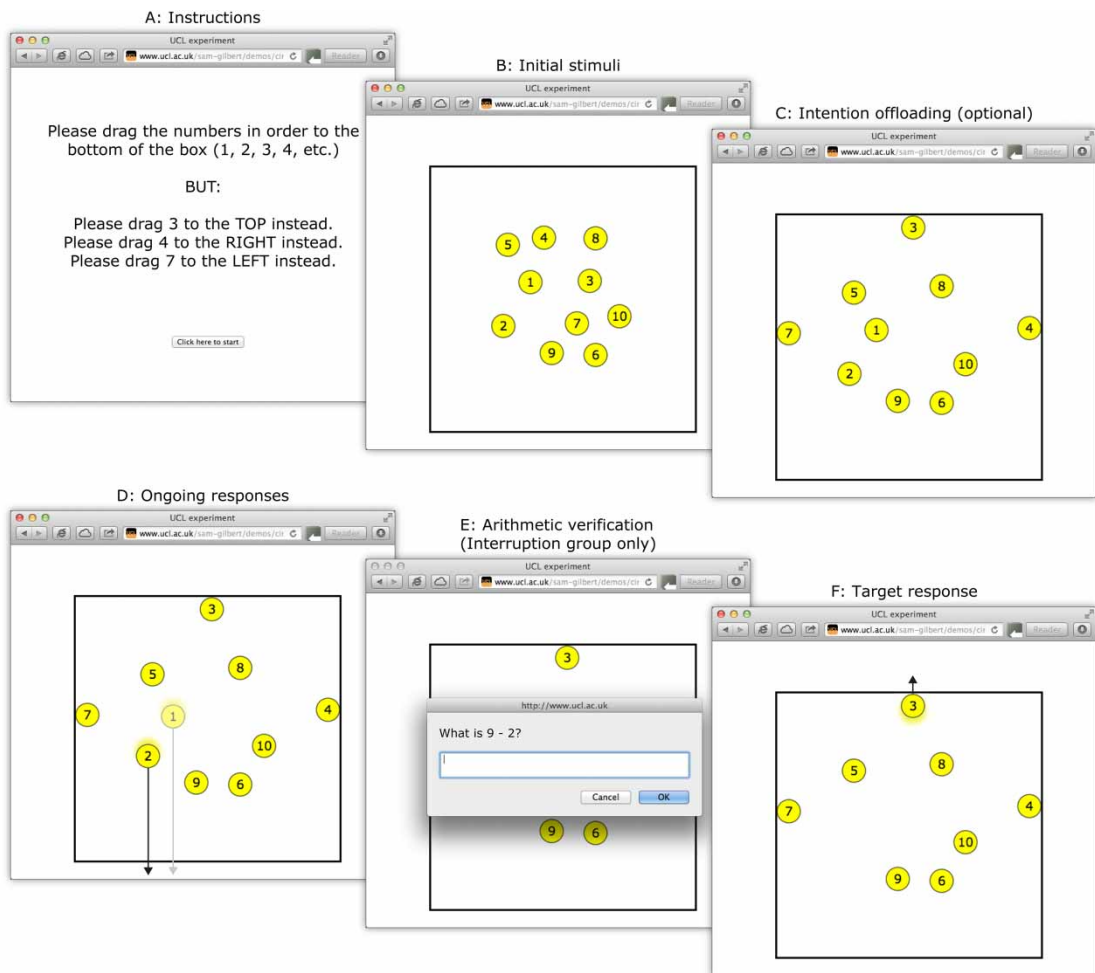 A: Instructions
UCL experiment
www.ucl.ac.uk/sam-gilbert/demos/cir
Reader
Please drag the numbers in order to the
bottom of the box (1, 2, 3, 4, etc.)
BUT:
Please drag 3 to the TOP instead.
Please drag 4 to the RIGHT instead.
Please drag 7 to the LEFT instead.
Click here to start
B: Initial stimuli
UCL experiment
www.ucl.ac.uk/sam-gilbert/demos/cir
Reader
5 4 8
1 3
2 7 10
9 6
C: Intention offloading (optional)
UCL experiment
www.ucl.ac.uk/sam-gilbert/demos/cir
Reader
3
5 8
7 1 4
2 10
9 6
D: Ongoing responses
UCL experiment
www.ucl.ac.uk/sam-gilbert/demos/cir
Reader
3
5 8
7 1 4
2 10
9 6
E: Arithmetic verification
(Interruption group only)
UCL experiment
www.ucl.ac.uk/sam-gilbert/demos/cir
Reader
3
http://www.ucl.ac.uk
What is 9 - 2?
Cancel OK
9 6
F: Target response
UCL experiment
www.ucl.ac.uk/sam-gilbert/demos/cir
Reader
3
5 8
7 4
10
9 6